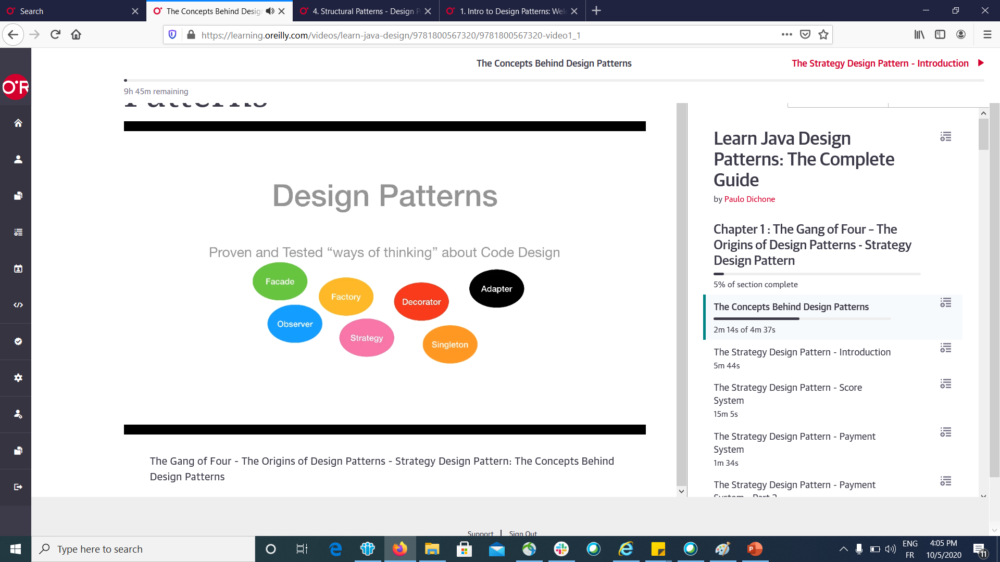 Search
The Concepts Behind Desig
4. Structural Patterns - Design P
1. Intro to Design Patterns: Wel
https://learning.oreilly.com/videos/learn-java-design/9781800567320/9781800567320-video1_1
The Concepts Behind Design Patterns
The Strategy Design Pattern - Introduction
9h 45m remaining
O'R
Patterns
Design Patterns
Proven and Tested “ways of thinking” about Code Design
Facade
Factory
Decorator
Adapter
Observer
Strategy
Singleton
The Gang of Four - The Origins of Design Patterns - Strategy Design Pattern: The Concepts Behind
Design Patterns
Learn Java Design
Patterns: The Complete
Guide
by Paulo Dichone
Chapter 1 : The Gang of Four – The
Origins of Design Patterns - Strategy
Design Pattern
5% of section complete
The Concepts Behind Design Patterns
2m 14s of 4m 37s
The Strategy Design Pattern - Introduction
5m 44s
The Strategy Design Pattern - Score
System
15m 5s
The Strategy Design Pattern - Payment
System
1m 34s
The Strategy Design Pattern - Payment
System - Part 2
Support | Sign Out
Type here to search
ENG
FR
4:05 PM
10/5/2020
11